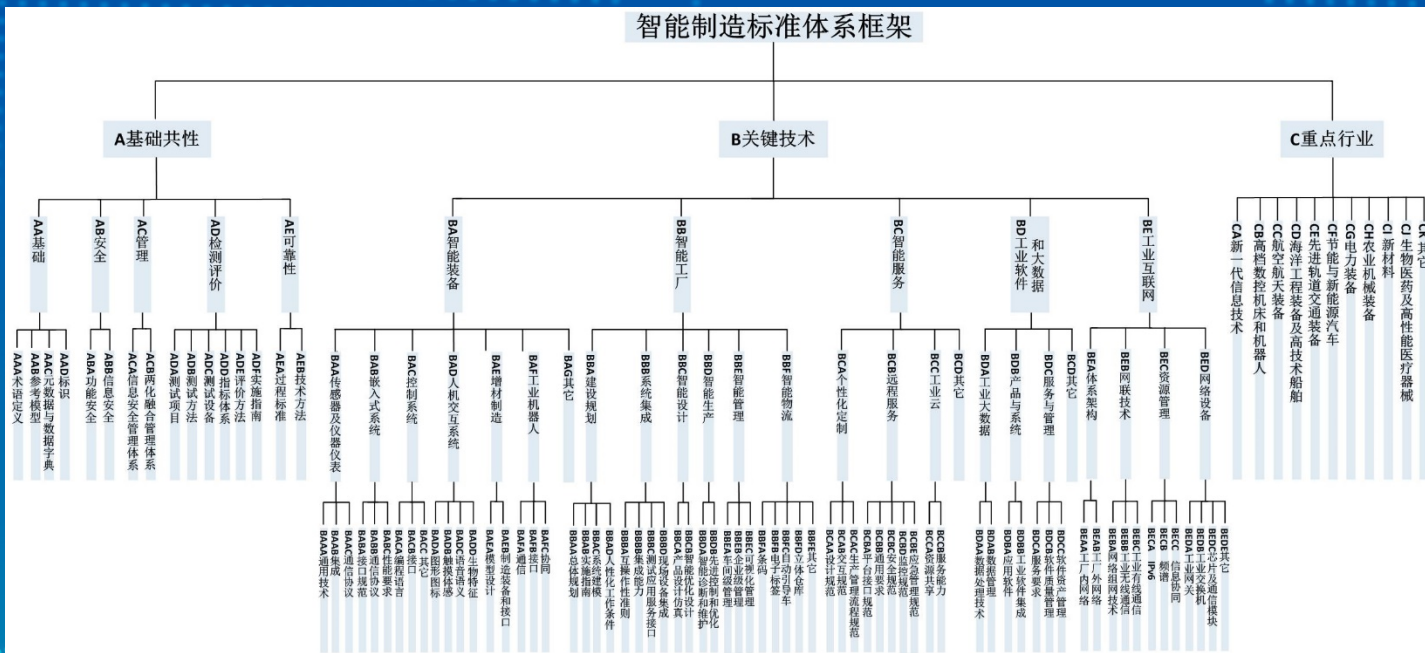 智能制造标准体系框架
A基础共性
B关键技术
C重点行业
AA基础
AB安全
AC管理
AD检测评价
AE可靠性
BA智能装备
BB智能工厂
BC智能服务
BD工业软件
和大数据
BE工业互联网
CA新一代信息技术
CB高档数控机床和机器人
CC航空航天装备
CD海洋工程装备及高技术船舶
CE先进轨道交通装备
CF节能与新能源汽车
CG电力装备
CH农业机械装备
CI新材料
CJ生物医药及高性能医疗器械
CK其它
AAA术语定义
AAB参考模型
AAC元数据与数据字典
AAD标识
ABA功能安全
ABB信息安全
ACA信息安全管理体系
ACB两化融合管理体系
ADA测试项目
ADB测试方法
ADC测试设备
ADD指标体系
ADE评价方法
ADF实施指南
AEA过程标准
AEB技术方法
BAA传感器及仪器仪表
BAB嵌入式系统
BAC控制系统
BAD人机交互系统
BAE增材制造
BAF工业机器人
BAG其它
BBA建设规划
BBB系统集成
BBC智能设计
BBD智能生产
BBE智能管理
BBF智能物流
BCA个性化定制
BCB远程服务
BCC工业云
BCD其它
BDA工业大数据
BDB产品与系统
BDC服务与管理
BCD其它
BEA体系架构
BEB网联技术
BEC资源管理
BED网络设备
BAAA通用技术
BAAB集成
BAAC通信协议
BABA接口规范
BABB通信协议
BABC性能要求
BACA编程语言
BACB接口
BACC 其它
BADA图形图标
BADB触摸体感
BADC语音语义
BADD生物特征
BAEA模型设计
BAEB制造装备和接口
BAFA通信
BAFB接口
BAFC协同
BBAA总体规划
BBAB实施指南
BBAC系统建模
BBAD人性化工作条件
BBBA互操作性准则
BBBB集成能力
BBBC测试应用服务接口
BBBD现场设备集成
BBCA产品设计仿真
BBCB智能优化设计
BBDA智能诊断和维护
BBDB先进控制和优化
BBEA车间级管理
BBEB企业级管理
BBEC可视化管理
BBFA条码
BBFB电子标签
BBFC自动引导车
BBFD立体仓库
BBFE其它
BCAA设计规范
BCAB交互规范
BCAC生产管理流程规范
BCBA平台接口规范
BCBB通用要求
BCBC安全规范
BCBD监控规范
BCBE应急管理规范
BCCA资源共享
BCCB服务能力
BDAA数据处理技术
BDAB数据管理
BDBA应用软件
BDBB工业软件集成
BDCA服务要求
BDCB软件质量管理
BDCC软件资产管理
BEAA工厂内网络
BEAB工厂外网络
BEBA网络组网技术
BEBB工业无线通信
BEBC工业有线通信
BECA IPv6
BECB 频谱
BECC 信息协同
BEDA工业网关
BEDB工业交换机
BEDC芯片及通信模块
BEDE其它